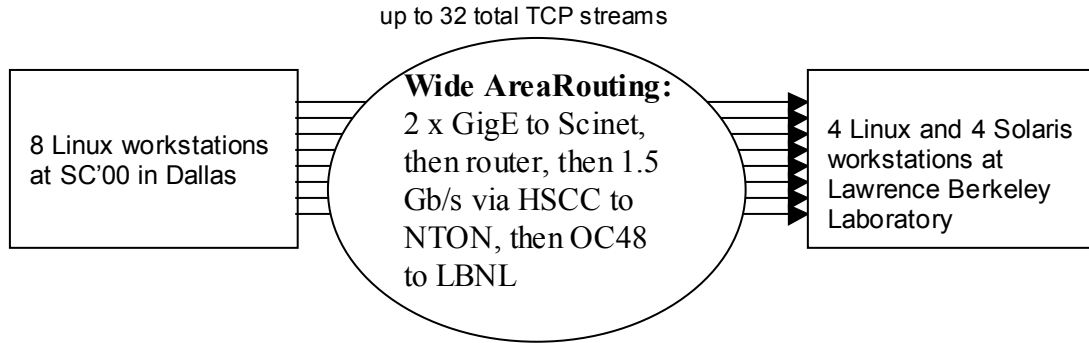 up to 32 total TCP streams
8 Linux workstations
at SC’00 in Dallas
Wide AreaRouting:
2 x GigE to Scinet,
then router, then 1.5
Gb/s via HSCC to
NTON, then OC48
to LBNL
4 Linux and 4 Solaris
workstations at
Lawrence Berkeley
Laboratory